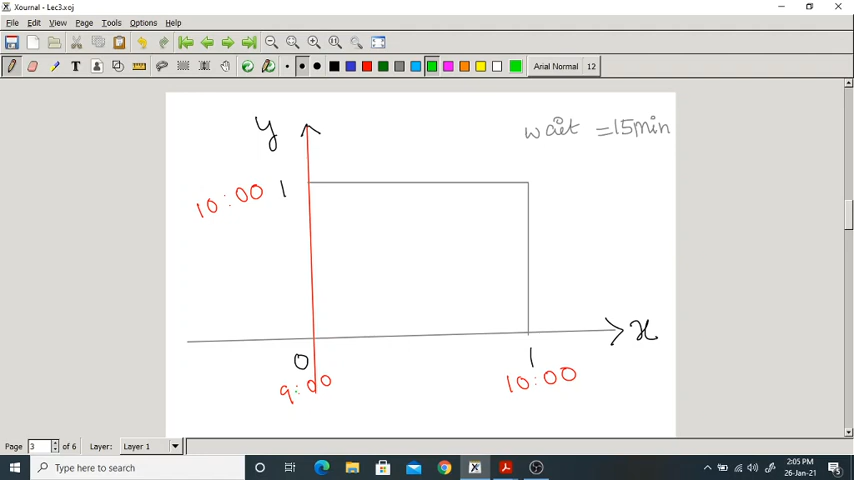 Xournal - Lec3.xoj
File Edit View Page Tools Options Help
T Arial Normal 12
y
wait =15min
10:00 1
x
0 1
9:00 10:00
Page 3 of 6 Layer: Layer 1
Type here to search
2:05 PM
26-Jan-21
5